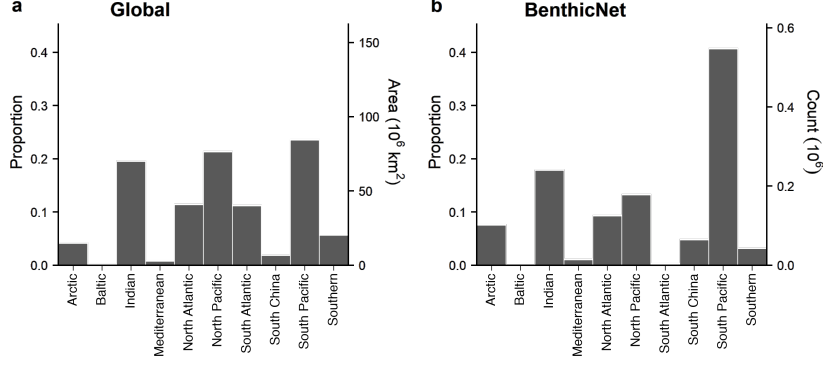 a Global
0.4
0.3
0.2
0.1
0.0
Proportion
150
100
50
0
Area (10⁶ km²)
Arctic
Baltic
Indian
Mediterranean
North Atlantic
North Pacific
South Atlantic
South China
South Pacific
Southern
b BenthicNet
0.4
0.3
0.2
0.1
0.0
Proportion
0.6
0.4
0.2
0.0
Count (10⁶)
Arctic
Baltic
Indian
Mediterranean
North Atlantic
North Pacific
South Atlantic
South China
South Pacific
Southern